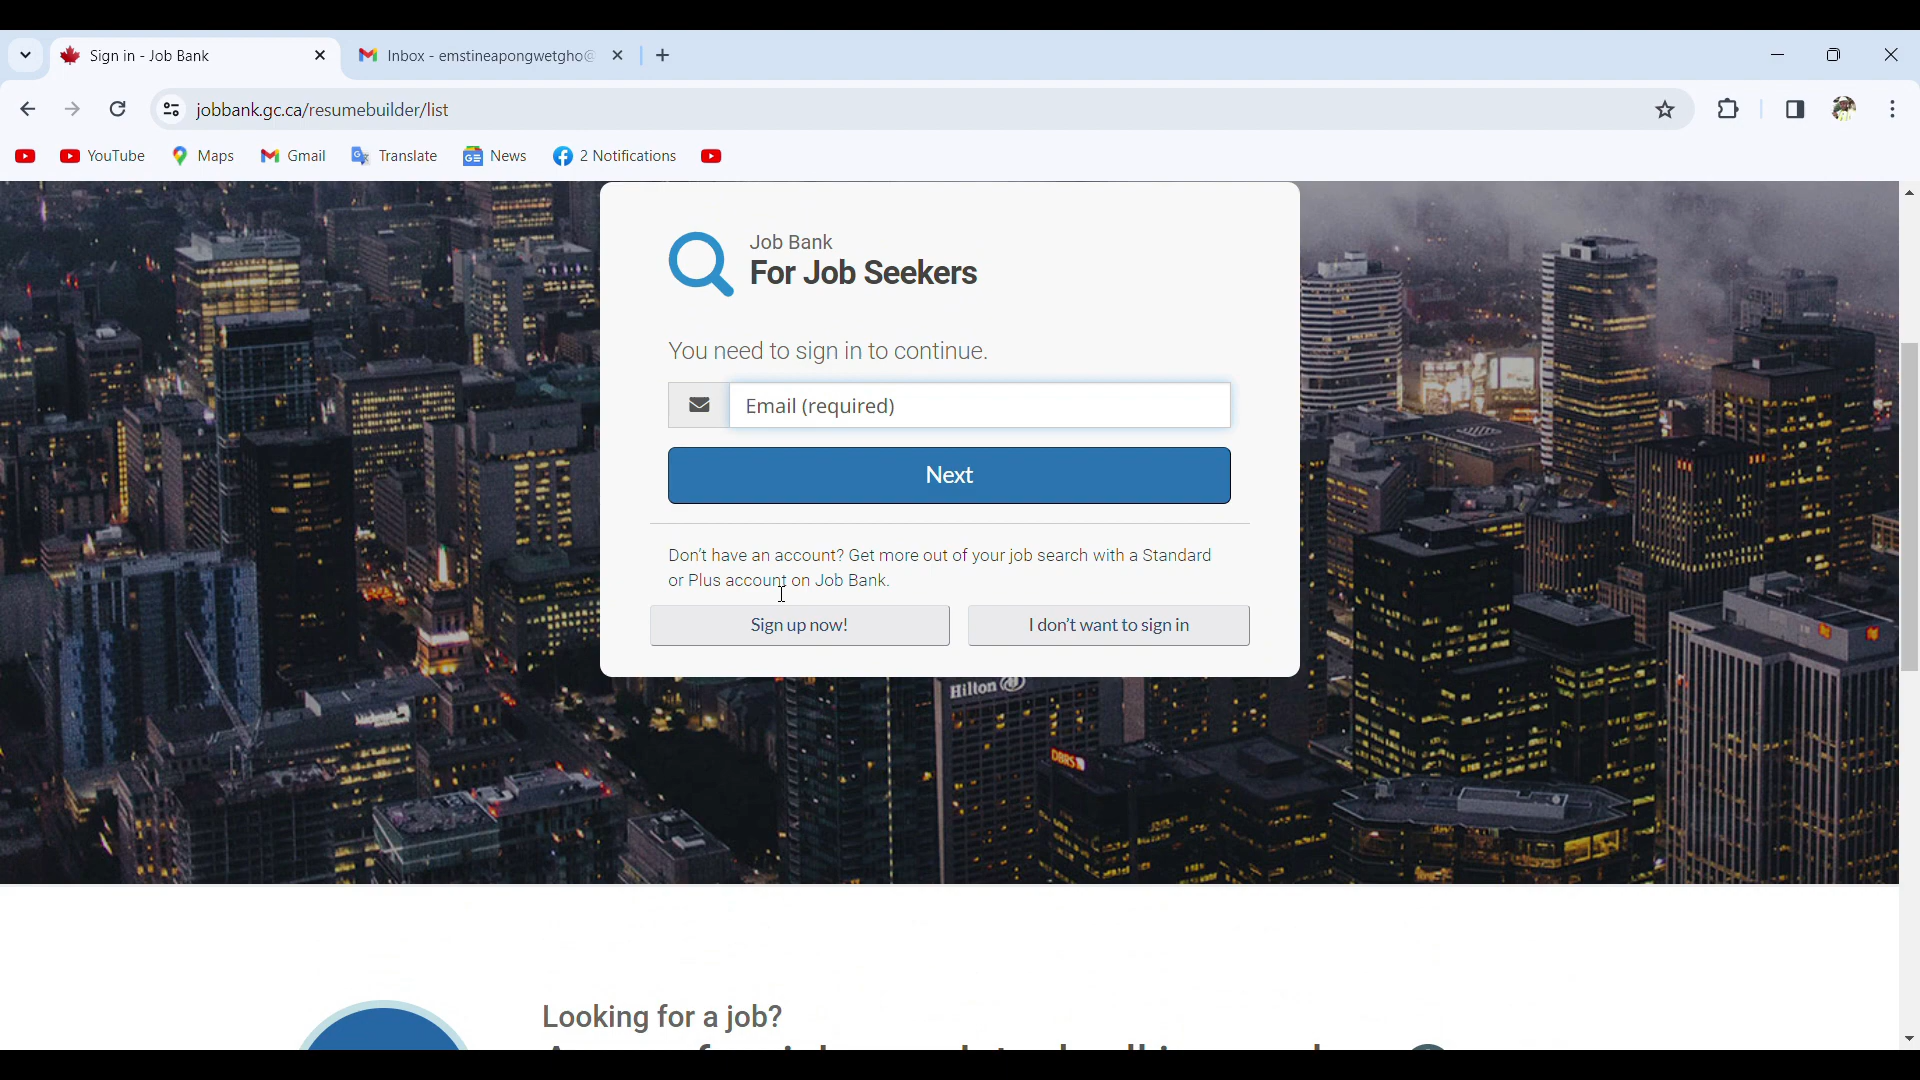 Sign in - Job Bank
Inbox - emstineapongwetgho@
jobbank.gc.ca/resumebuilder/list
YouTube
Maps
Gmail
Translate
News
2 Notifications
Job Bank
For Job Seekers
You need to sign in to continue.
Email (required)
Next
Don't have an account? Get more out of your job search with a Standard
or Plus account on Job Bank.
Sign up now!
I don't want to sign in
Hilton
DBRS
Looking for a job?